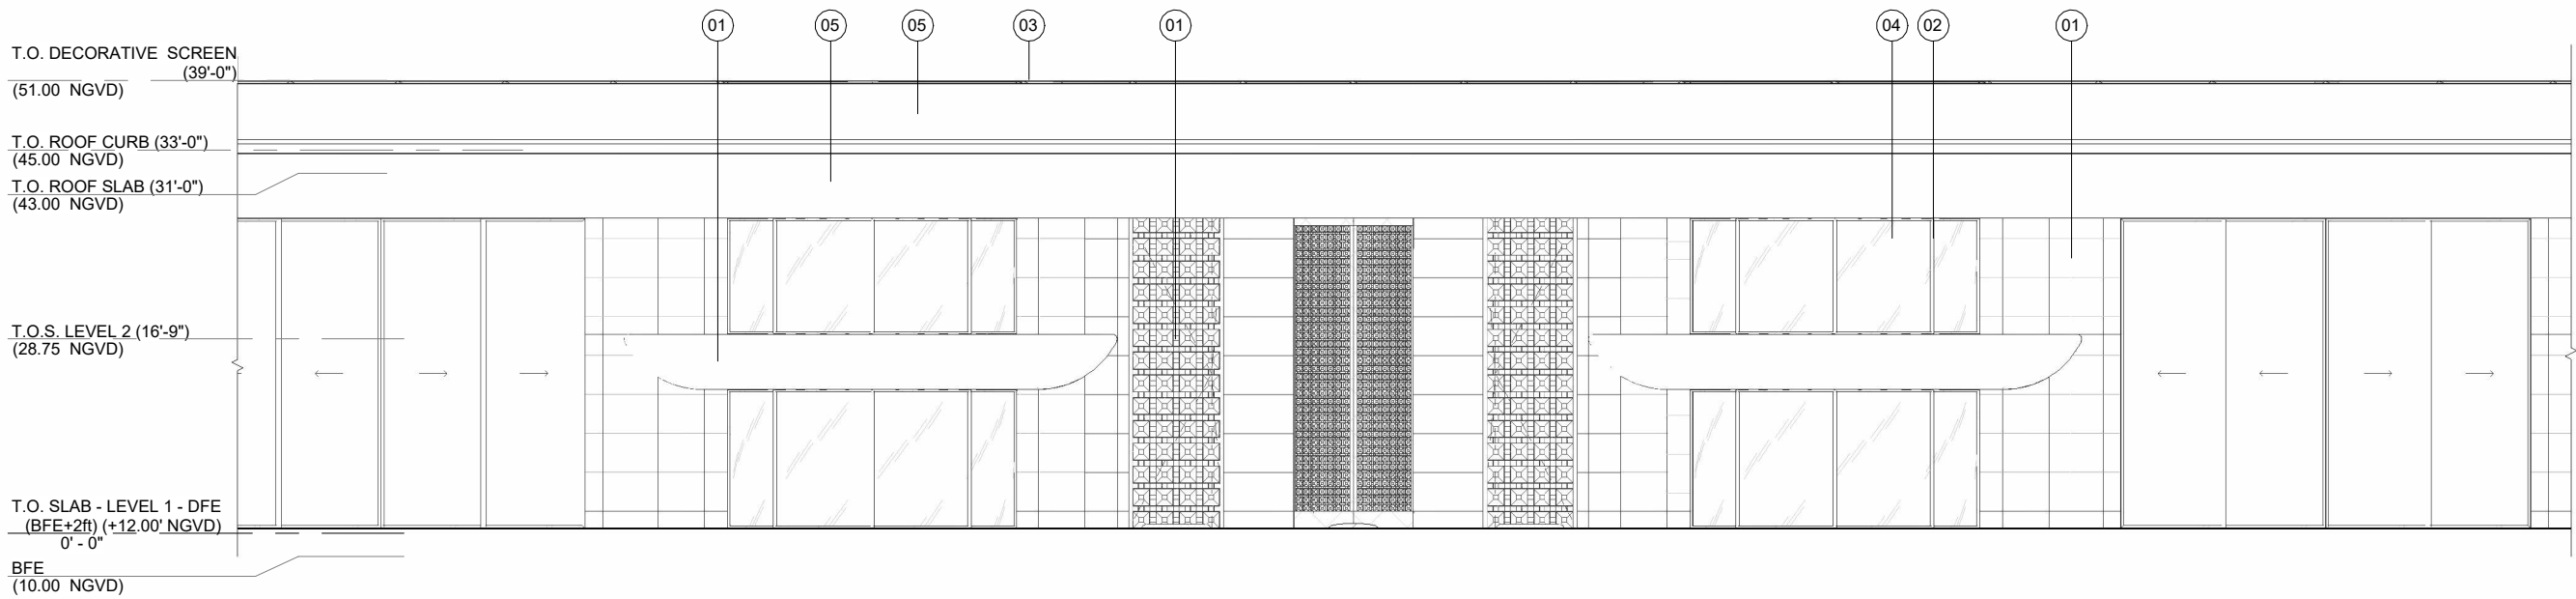 01 05 05 03 01 04 02 01
T.O. DECORATIVE SCREEN
(39'-0")
(51.00 NGVD)
T.O. ROOF CURB (33'-0")
(45.00 NGVD)
T.O. ROOF SLAB (31'-0")
(43.00 NGVD)
T.O.S. LEVEL 2 (16'-9")
(28.75 NGVD)
T.O. SLAB - LEVEL 1 - DFE
(BFE+2ft) (+12.00' NGVD)
0' - 0"
BFE
(10.00 NGVD)